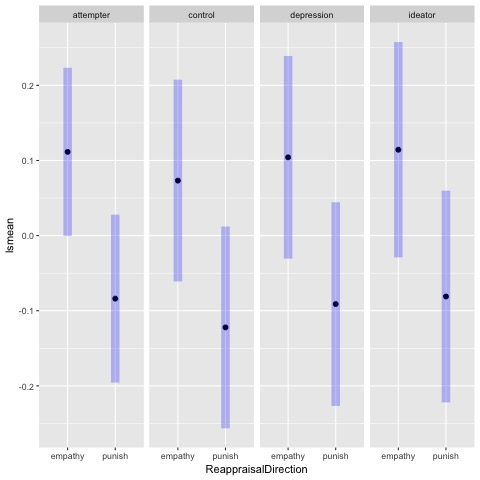 attempter control depression ideator
0.2
0.1
0.0
-0.1
-0.2
lsmean
empathy punish empathy punish empathy punish empathy punish
ReappraisalDirection